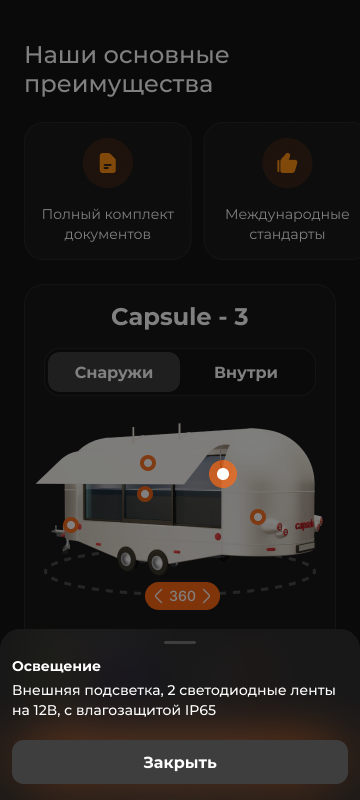 Наши основные
преимущества
Полный комплект
документов
Международные
стандарты
Capsule - 3
Снаружи
Внутри
capsule
360
Освещение
Внешняя подсветка, 2 светодиодные ленты
на 12В, с влагозащитой IP65
Закрыть